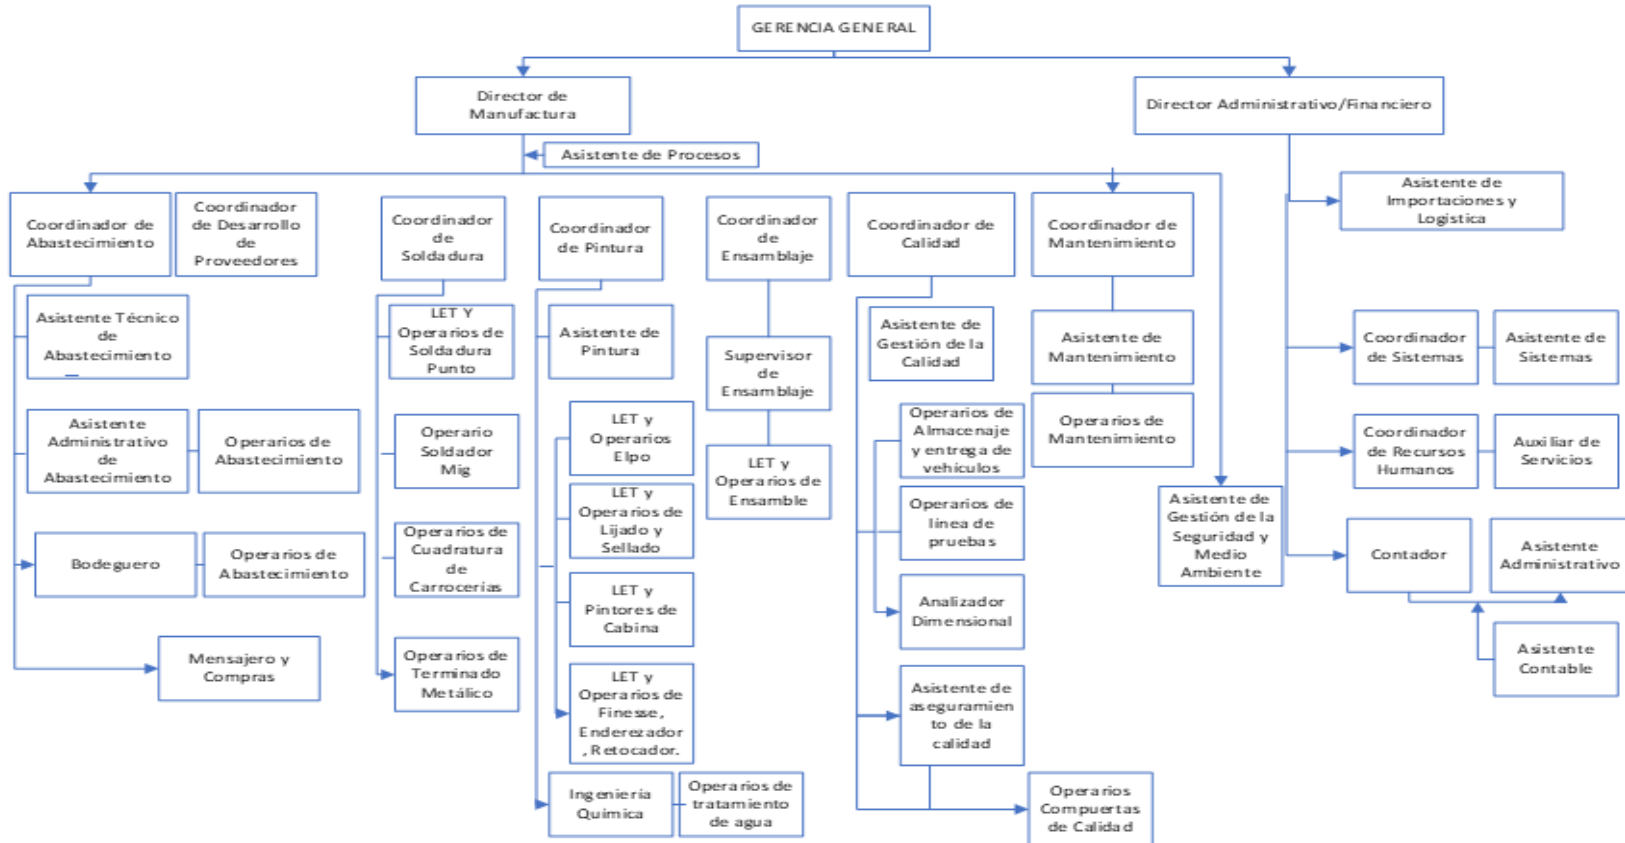 GERENCIA GENERAL
Director de
Manufactura
Director Administrativo/Financiero
Asistente de Procesos
Coordinador de
Abastecimiento
Coordinador
de Desarrollo
de
Proveedores
Coordinador
de
Soldadura
Coordinador
de Pintura
Coordinador
de
Ensamblaje
Coordinador de
Calidad
Coordinador de
Mantenimiento
Asistente de
Importaciones y
Logística
Asistente Técnico
de
Abastecimiento
LET Y
Operarios de
Soldadura
Punto
Asistente de
Pintura
Supervisor
de
Ensamblaje
Asistente de
Gestión de la
Calidad
Asistente de
Mantenimiento
Coordinador
de Sistemas
Asistente de
Sistemas
Asistente
Administrativo
de
Abastecimiento
Operarios de
Abastecimiento
Operario
Soldador
Mig
LET y
Operarios
Elpo
LET y
Operarios de
Ensamble
Operarios de
Almacenaje
y entrega de
vehículos
Operarios de
Mantenimiento
Coordinador
de Recursos
Humanos
Auxiliar de
Servicios
Bodeguero
Operarios de
Abastecimiento
Operarios de
Cuadratura
de
Carrocerías
LET y
Operarios de
Lijado y
Sellado
Operarios de
línea de
pruebas
Asistente de
Gestión de la
Seguridad y
Medio
Ambiente
Contador
Asistente
Administrativo
LET y
Pintores de
Cabina
Analizador
Dimensional
Asistente
Contable
Mensajero y
Compras
Operarios de
Terminado
Metálico
LET y
Operarios de
Finesse,
Enderezador
, Retocador.
Asistente de
aseguramien
to de la
calidad
Ingeniería
Química
Operarios de
tratamiento
de agua
Operarios
Compuertas
de Calidad